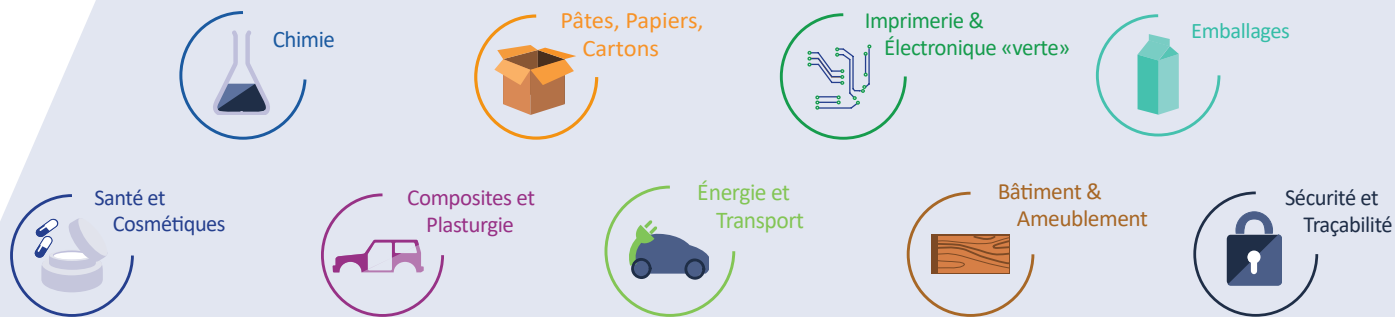 Chimie
Pâtes, Papiers,
Cartons
Imprimerie &
Électronique «verte»
Emballages
Santé et
Cosmétiques
Composites et
Plasturgie
Énergie et
Transport
Bâtiment &
Ameublement
Sécurité et
Traçabilité